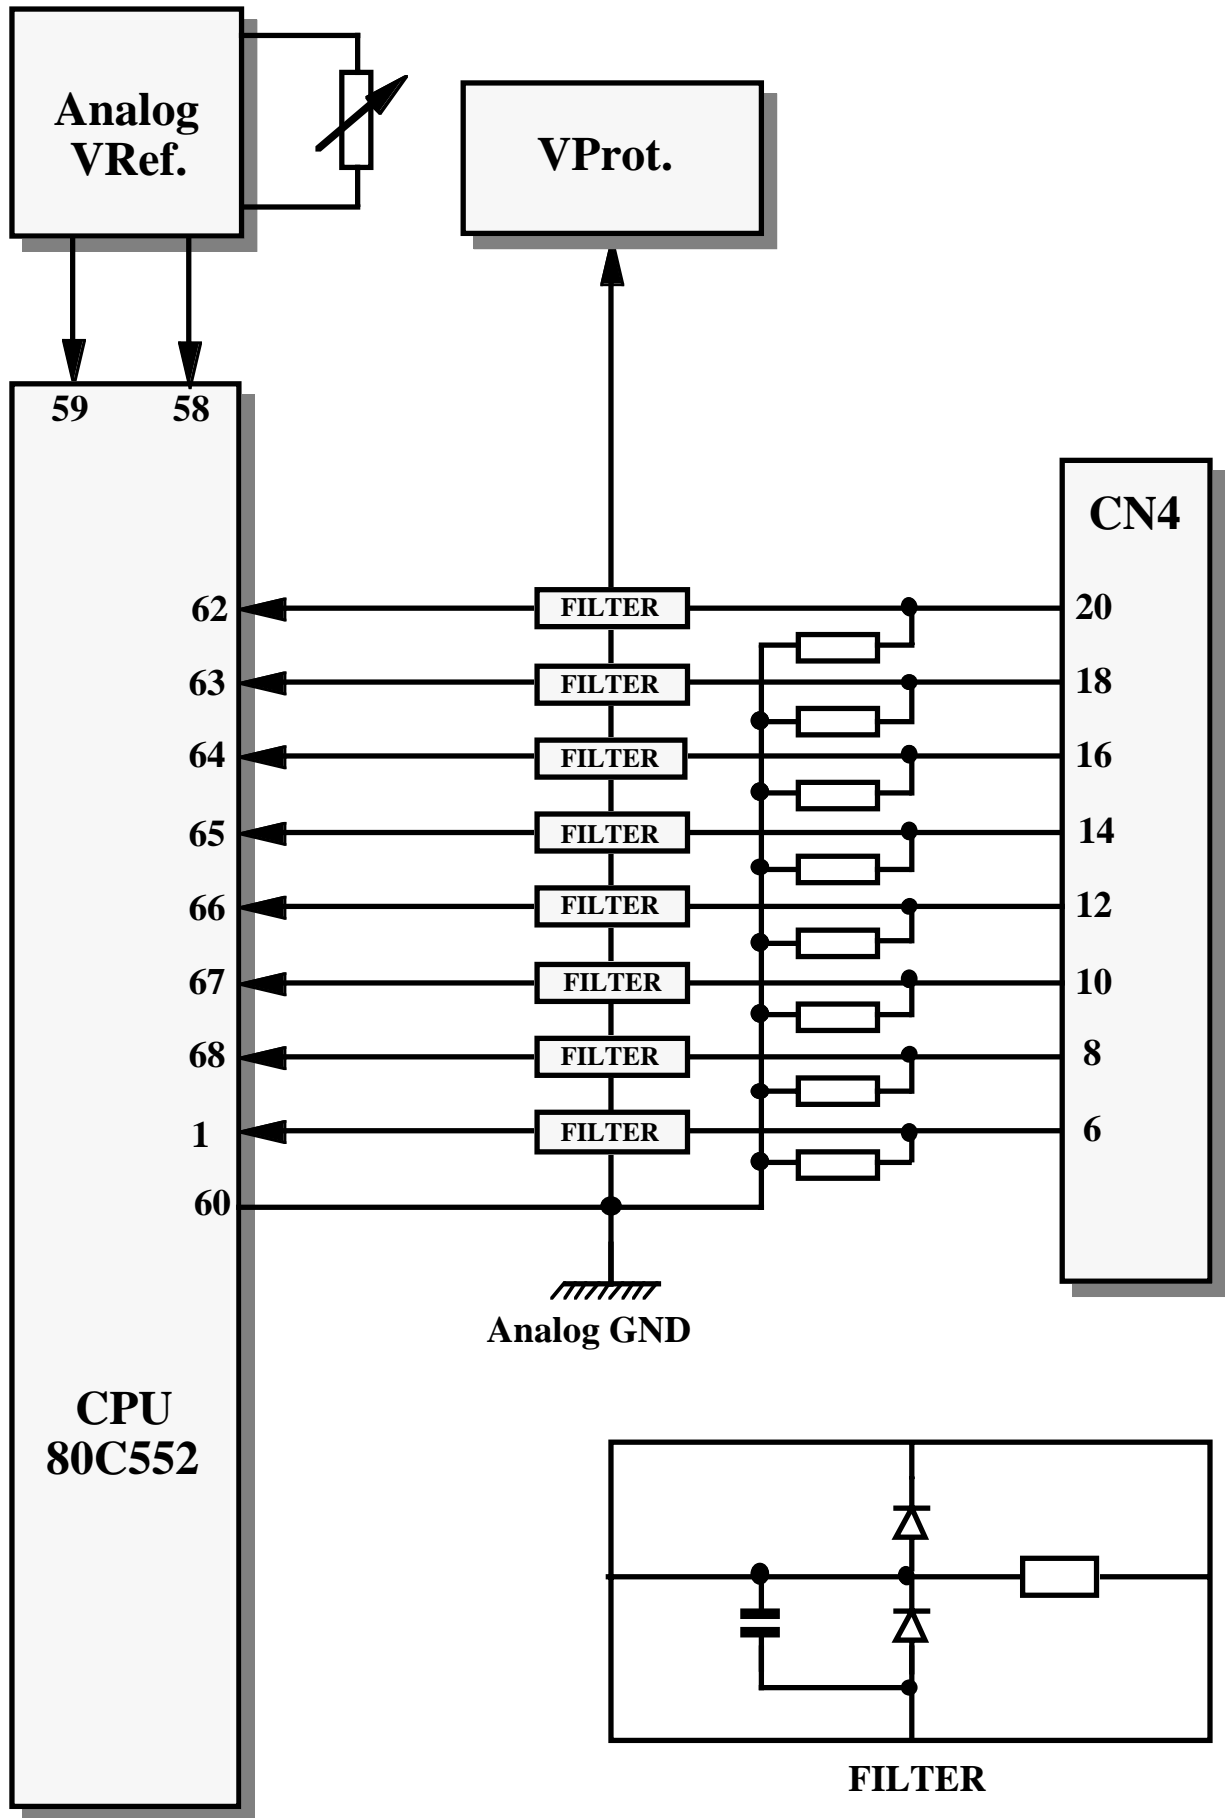 Analog
VRef.
VProt.
59 58
CN4
62 FILTER 20
63 FILTER 18
64 FILTER 16
65 FILTER 14
66 FILTER 12
67 FILTER 10
68 FILTER 8
1 FILTER 6
60
Analog GND
CPU
80C552
FILTER